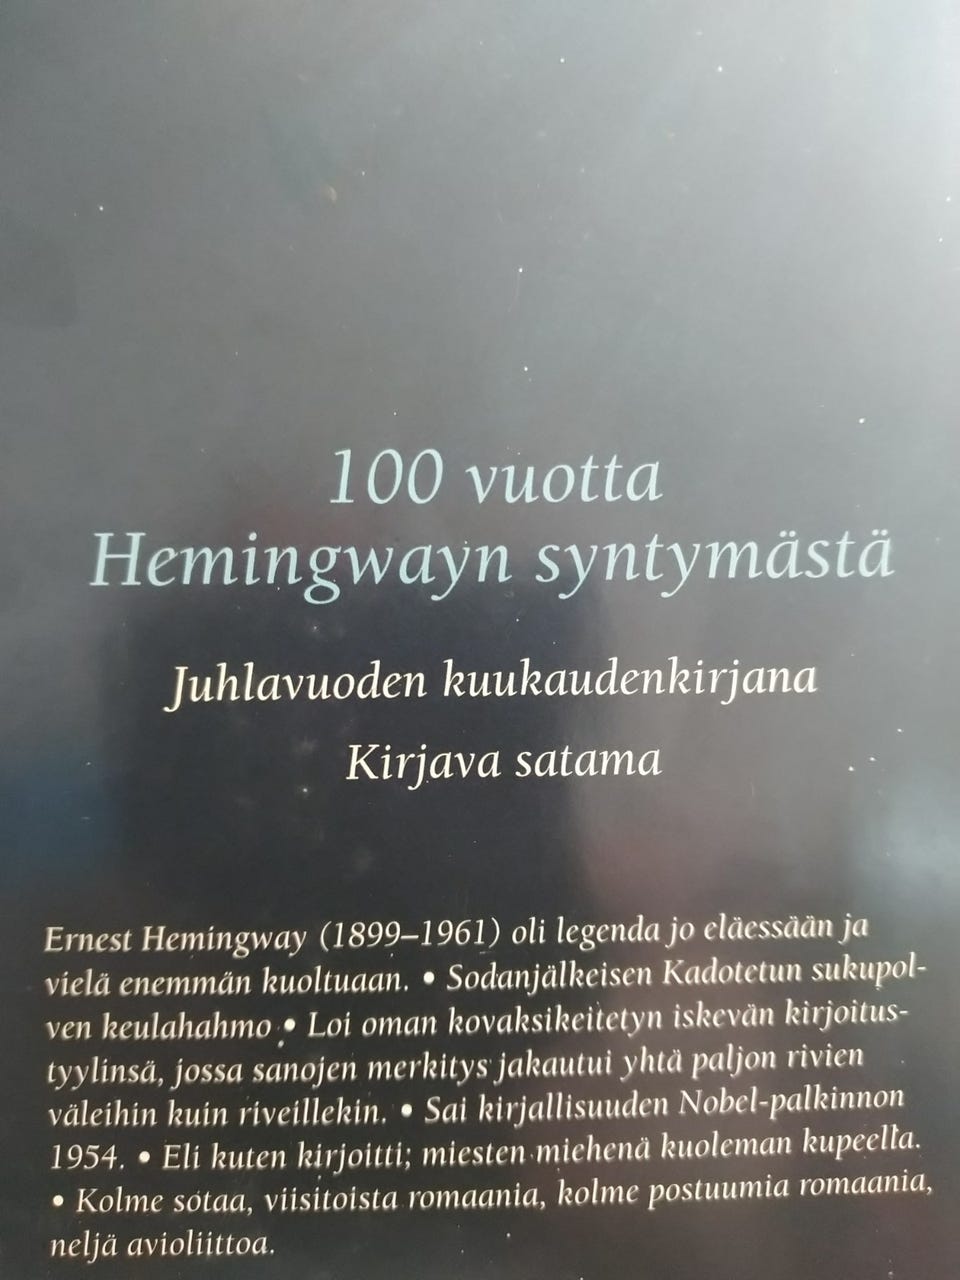 100 vuotta
Hemingwayn syntymästä
Juhlavuoden kuukaudenkirjana
Kirjava satama
Ernest Hemingway (1899–1961) oli legenda jo eläessään ja
vielä enemmän kuoltuaan. • Sodanjälkeisen Kadotetun sukupol-
ven keulahahmo • Loi oman kovaksikeitetyn iskevän kirjoitus-
tyylinsä, jossa sanojen merkitys jakautui yhtä paljon rivien
väleihin kuin riveillekin. • Sai kirjallisuuden Nobel-palkinnon
1954. • Eli kuten kirjoitti; miesten miehenä kuoleman kupeella.
• Kolme sotaa, viisitoista romaania, kolme postuumia romaania,
neljä avioliittoa.